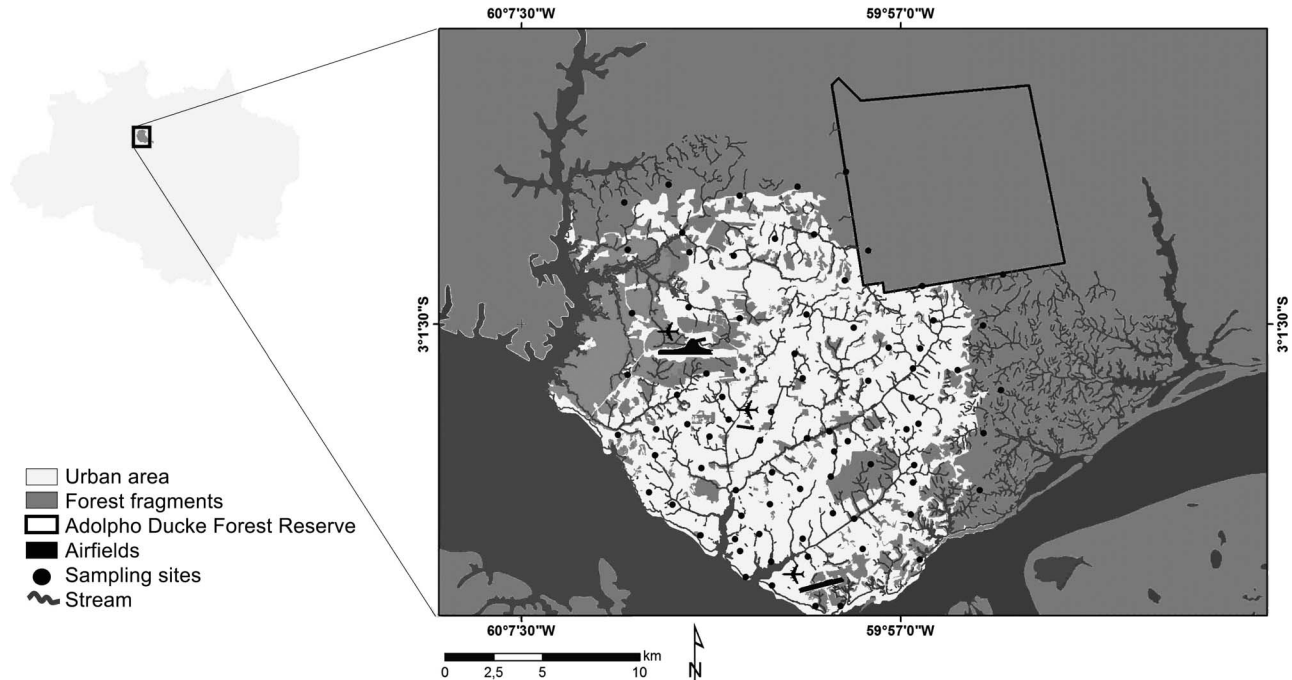 60°7'30"W 59°57'0"W
3°1'30"S 3°1'30"S
Urban area
Forest fragments
Adolpho Ducke Forest Reserve
Airfields
Sampling sites
Stream
60°7'30"W 59°57'0"W
km
0 2,5 5 10
N